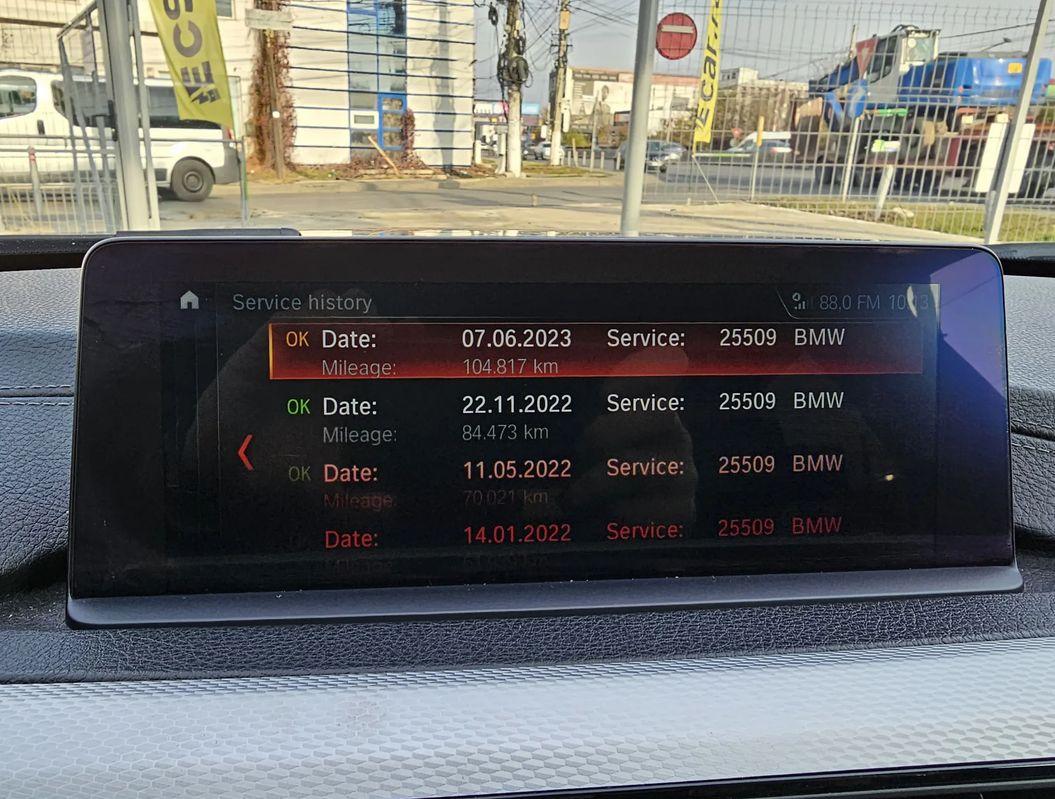 Ecar.A
Service history 88,0 FM
OK Date: 07.06.2023 Service: 25509 BMW
Mileage: 104.817 km
OK Date: 22.11.2022 Service: 25509 BMW
Mileage: 84.473 km
OK Date: 11.05.2022 Service: 25509 BMW
Mileage: 70.021 km
Date: 14.01.2022 Service: 25509 BMW